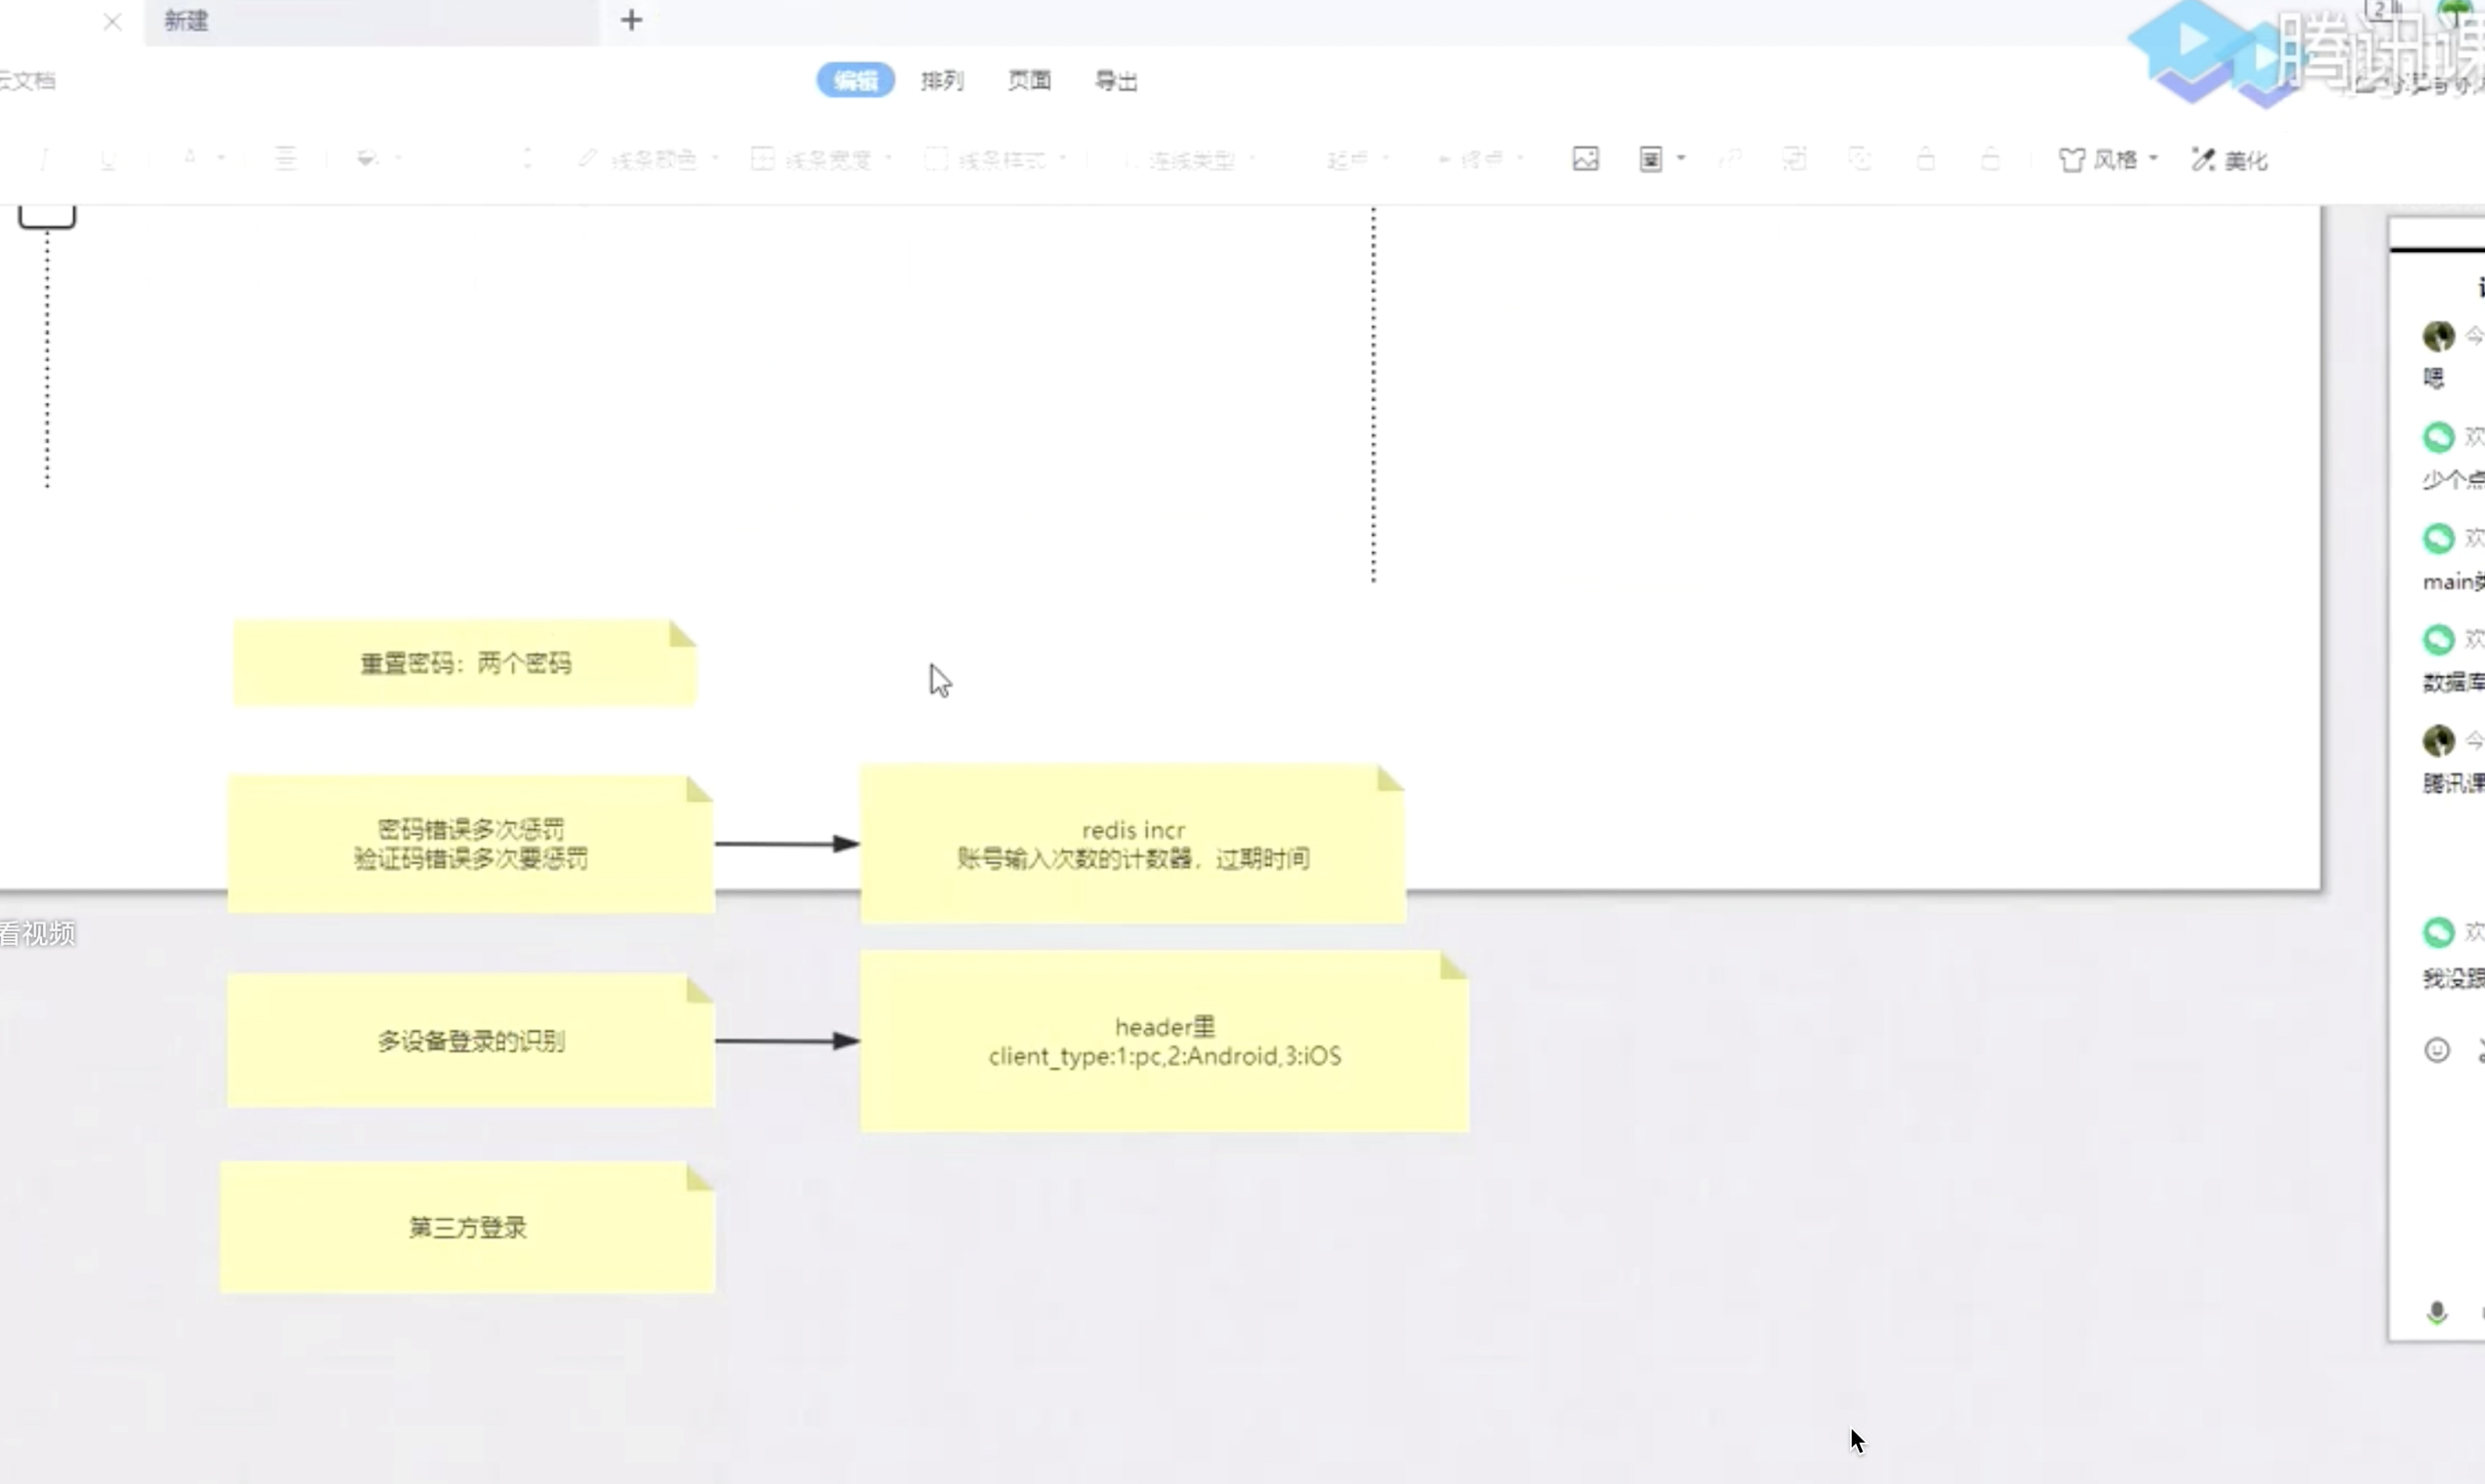 新建
云文档
编辑 排列 页面 导出
腾讯课
线条颜色 线条宽度 线条样式 连线类型 起点 终点 风格 美化
重置密码：两个密码
密码错误多次惩罚
验证码错误多次要惩罚
redis incr
账号输入次数的计数器，过期时间
多设备登录的识别
header里
client_type:1:pc,2:Android,3:iOS
第三方登录
看视频
嗯
少个点
main类
数据库
腾讯课
我没跟